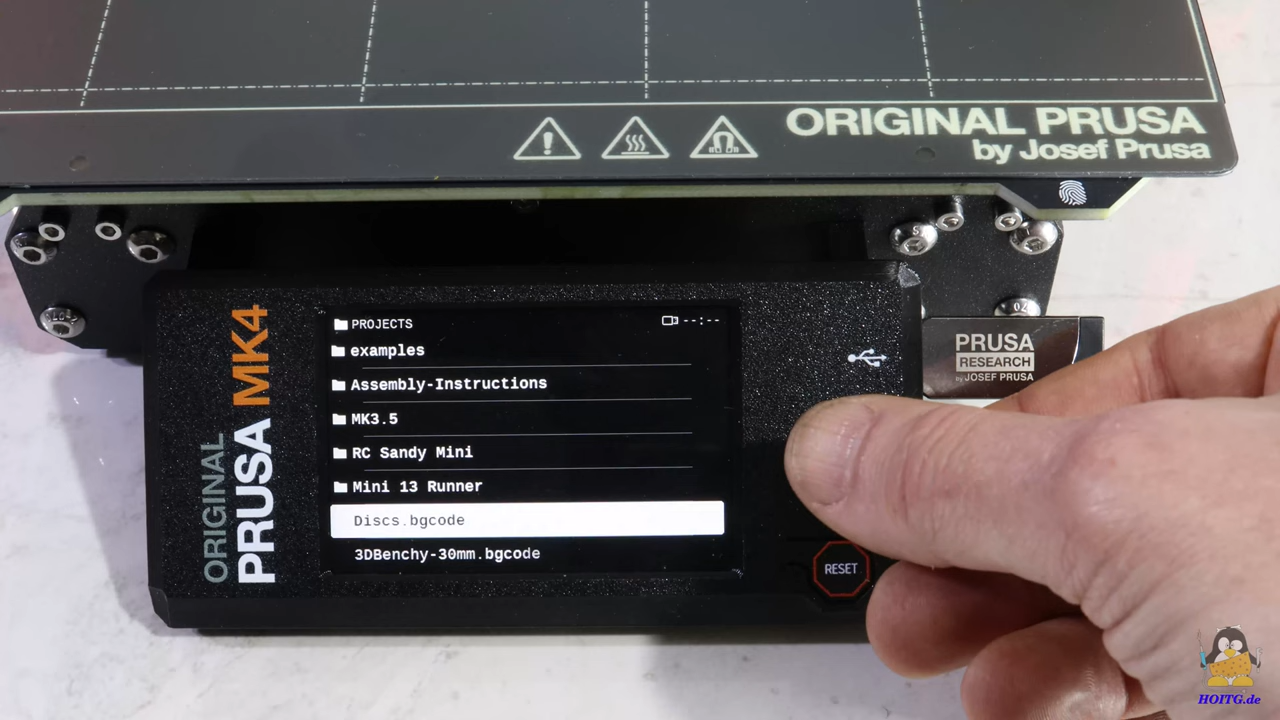 ORIGINAL PRUSA
by Josef Prusa
ORIGINAL
PRUSA MK4
PROJECTS
--:--
examples
Assembly-Instructions
MK3.5
RC Sandy Mini
Mini 13 Runner
Discs.bgcode
3DBenchy-30mm.bgcode
PRUSA
RESEARCH
by JOSEF PRUSA
RESET
HOITG.de